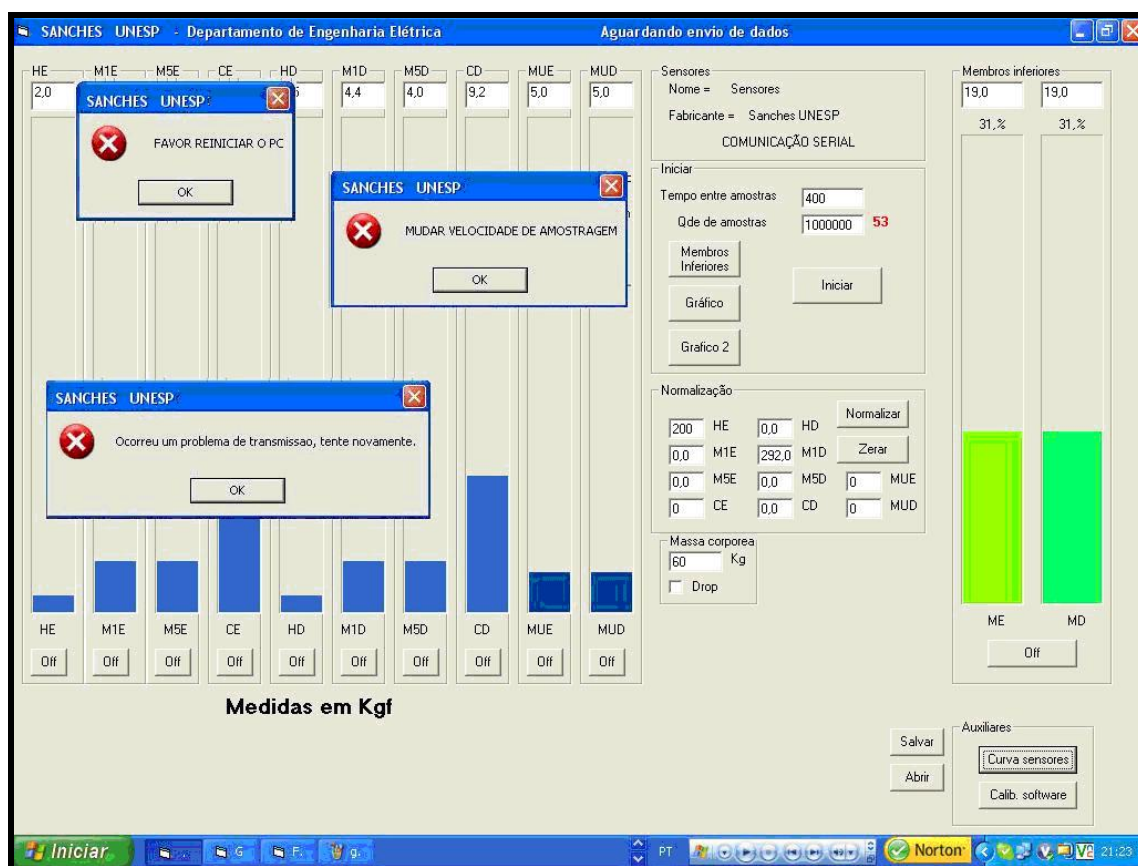 SANCHES UNESP - Departamento de Engenharia Elétrica Aguardando envio de dados
HE M1E M5E CE HD M1D M5D CD MUE MUD
2,0 4,4 4,0 9,2 5,0 5,0
SANCHES UNESP
FAVOR REINICIAR O PC
OK
SANCHES UNESP
MUDAR VELOCIDADE DE AMOSTRAGEM
OK
SANCHES UNESP
Ocorreu um problema de transmissao, tente novamente.
OK
HE M1E M5E CE HD M1D M5D CD MUE MUD
Off Off Off Off Off Off Off Off Off Off
Medidas em Kgf
Sensores
Nome = Sensores
Fabricante = Sanches UNESP
COMUNICAÇÃO SERIAL
Iniciar
Tempo entre amostras 400
Qde de amostras 1000000 53
Membros
Inferiores
Iniciar
Gráfico
Grafico 2
Normalização
Normalizar
200 HE 0,0 HD
0,0 M1E 292,0 M1D Zerar
0,0 M5E 0,0 M5D 0 MUE
0 CE 0,0 CD 0 MUD
Massa corporea
60 Kg
Drop
Membros inferiores
19,0 19,0
31,% 31,%
ME MD
Off
Salvar
Abrir
Auxiliares
Curva sensores
Calib. software
Iniciar G F. g. PT Norton 21:23